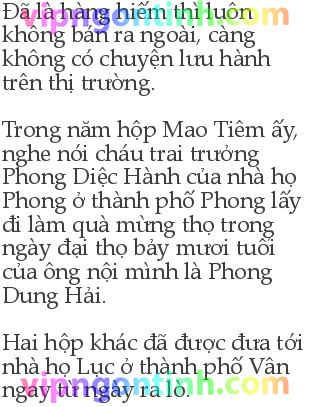 Đã là hàng hiếm thì luôn
không bán ra ngoài, càng
không có chuyện lưu hành
trên thị trường.
Trong năm hộp Mao Tiêm ấy,
nghe nói cháu trai trưởng
Phong Diệc Hành của nhà họ
Phong ở thành phố Phong lấy
đi làm quà mừng thọ trong
ngày đại thọ bảy mươi tuổi
của ông nội mình là Phong
Dung Hải.
Hai hộp khác đã được đưa tới
nhà họ Lục ở thành phố Vân
ngay từ ngày ra lò.
vipngontinh.com
vipngontinh.com